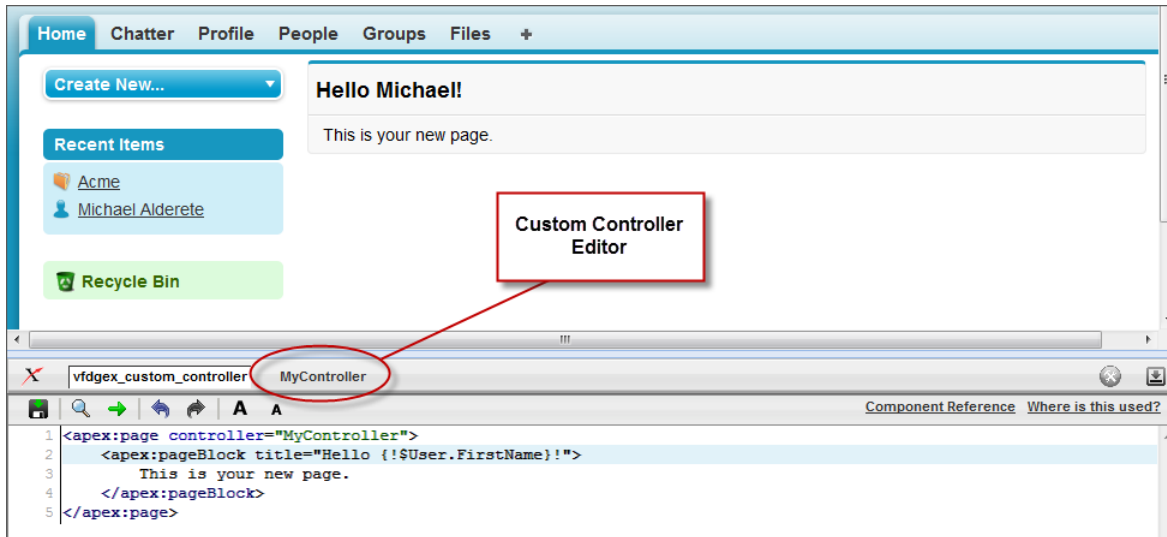 Home Chatter Profile People Groups Files +
Create New...
Hello Michael!
This is your new page.
Recent Items
Acme
Michael Alderete
Custom Controller
Editor
Recycle Bin
vfdgex_custom_controller MyController
A A Component Reference Where is this used?
1 <apex:page controller="MyController">
2 <apex:pageBlock title="Hello {!$User.FirstName}!">
3 This is your new page.
4 </apex:pageBlock>
5 </apex:page>